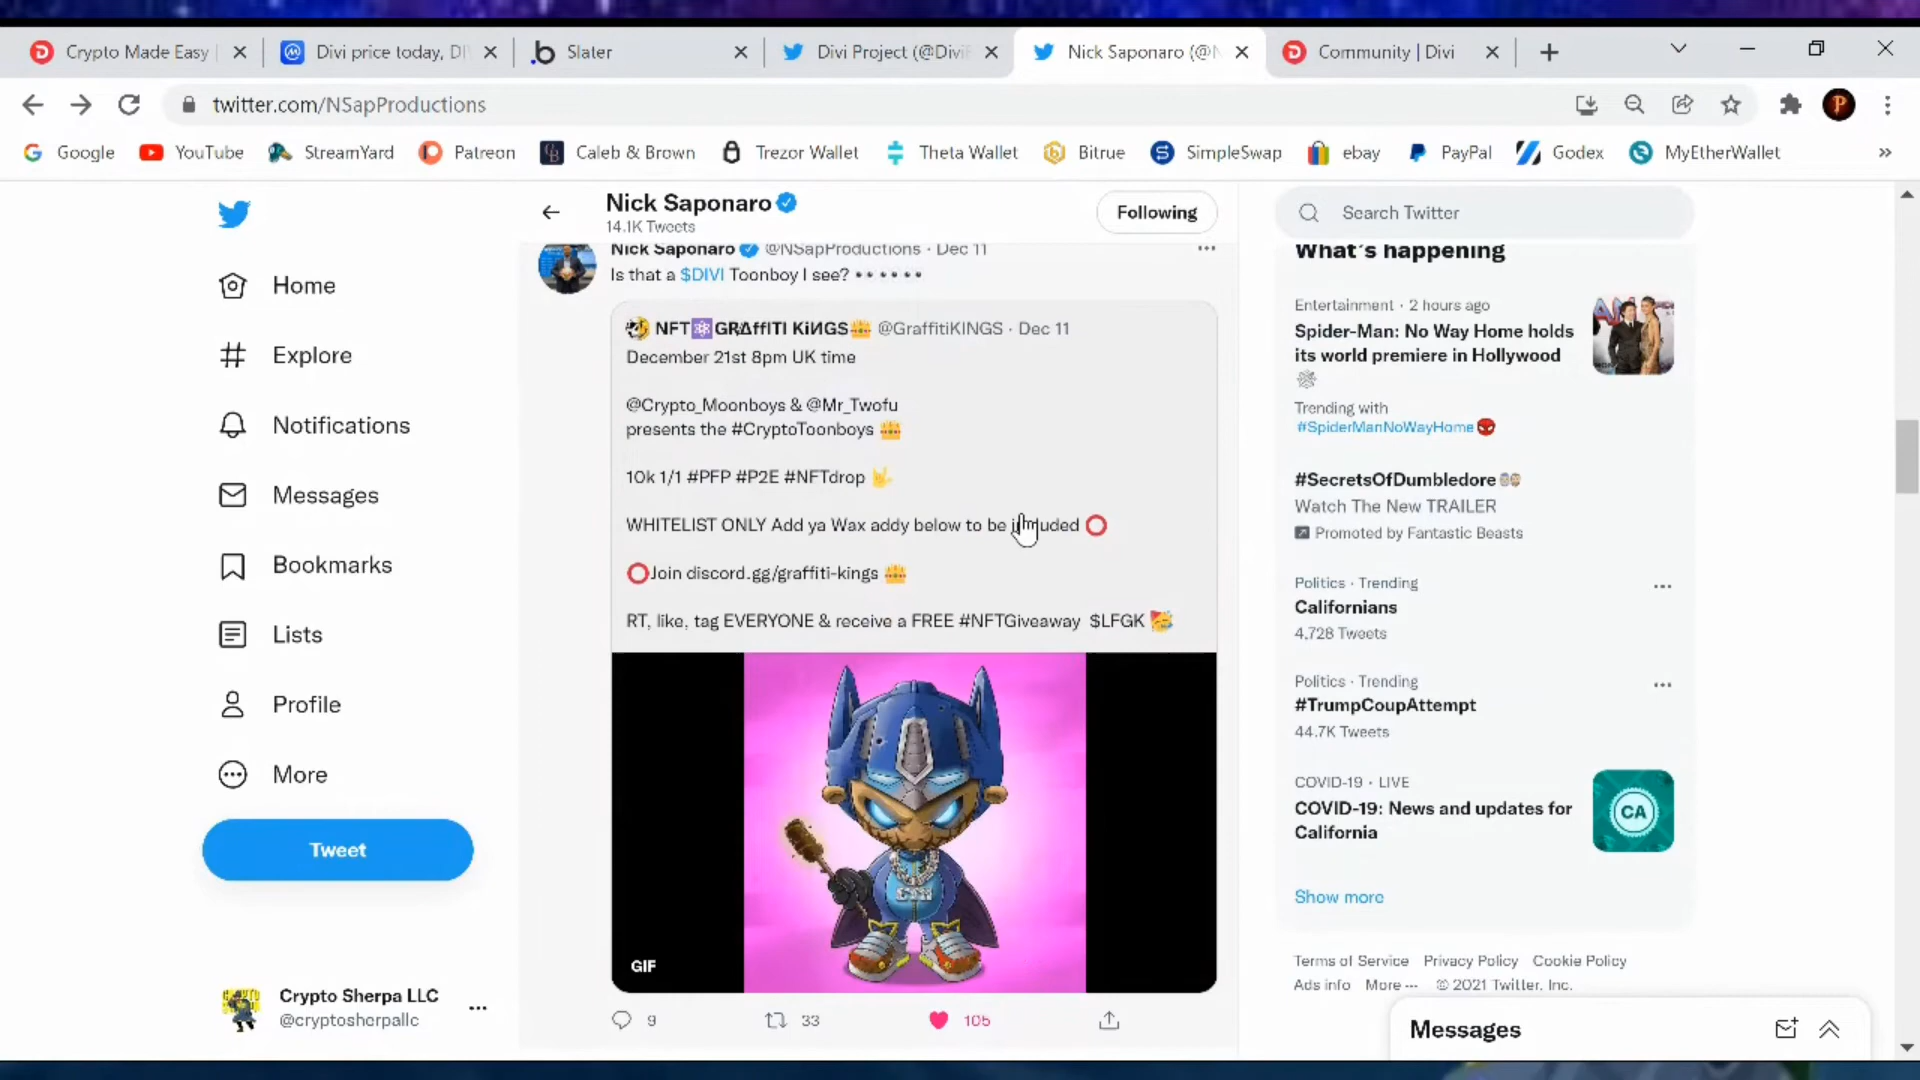 Crypto Made Easy
Divi price today, DI
Slater
Divi Project (@Divi
Nick Saponaro (@N
Community | Divi
twitter.com/NSapProductions
P
Google
YouTube
StreamYard
Patreon
Caleb & Brown
Trezor Wallet
Theta Wallet
Bitrue
SimpleSwap
ebay
PayPal
Godex
MyEtherWallet
Home
Explore
Notifications
Messages
Bookmarks
Lists
Profile
More
Tweet
Crypto Sherpa LLC
@cryptosherpallc
Nick Saponaro
14.1K Tweets
Following
Nick Saponaro @NSapProductions · Dec 11
Is that a $DIVI Toonboy I see? 👀👀👀
NFT⚛️GRΔffITI KiИGS👑 @GraffitiKINGS · Dec 11
December 21st 8pm UK time
@Crypto_Moonboys & @Mr_Twofu
presents the #CryptoToonboys 👑
10k 1/1 #PFP #P2E #NFTdrop 🤟
WHITELIST ONLY Add ya Wax addy below to be included ⭕
⭕Join discord.gg/graffiti-kings 👑
RT, like, tag EVERYONE & receive a FREE #NFTGiveaway $LFGK 🥳
GIF
9
33
105
Search Twitter
What's happening
Entertainment · 2 hours ago
Spider-Man: No Way Home holds
its world premiere in Hollywood
🕸
Trending with
#SpiderManNoWayHome
#SecretsOfDumbledore
Watch The New TRAILER
Promoted by Fantastic Beasts
Politics · Trending
Californians
4,728 Tweets
Politics · Trending
#TrumpCoupAttempt
44.7K Tweets
COVID-19 · LIVE
COVID-19: News and updates for
California
CA
Show more
Terms of Service Privacy Policy Cookie Policy
Ads info More ··· © 2021 Twitter, Inc.
Messages